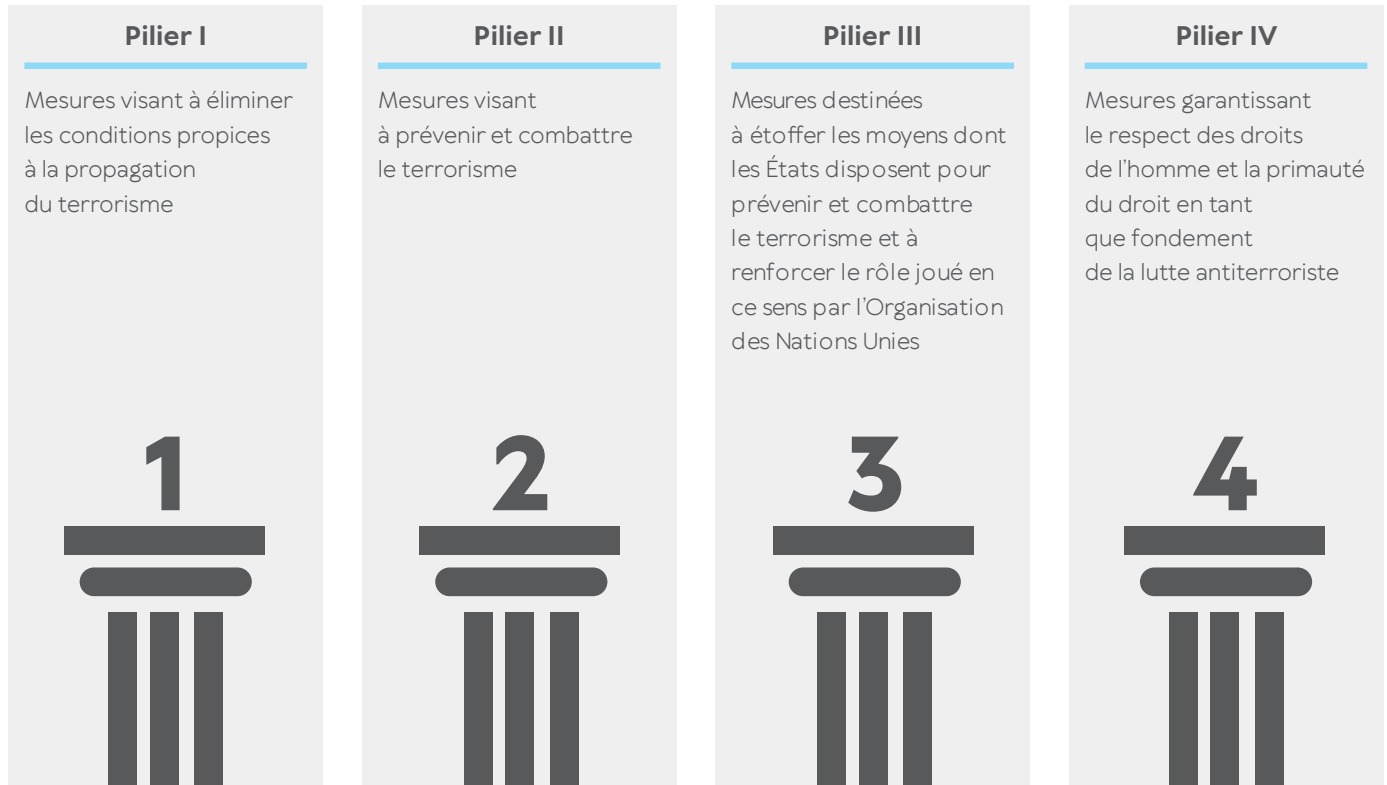 Pilier I
Mesures visant à éliminer
les conditions propices
à la propagation
du terrorisme
1
Pilier II
Mesures visant
à prévenir et combattre
le terrorisme
2
Pilier III
Mesures destinées
à étoffer les moyens dont
les États disposent pour
prévenir et combattre
le terrorisme et à
renforcer le rôle joué en
ce sens par l’Organisation
des Nations Unies
3
Pilier IV
Mesures garantissant
le respect des droits
de l’homme et la primauté
du droit en tant
que fondement
de la lutte antiterroriste
4